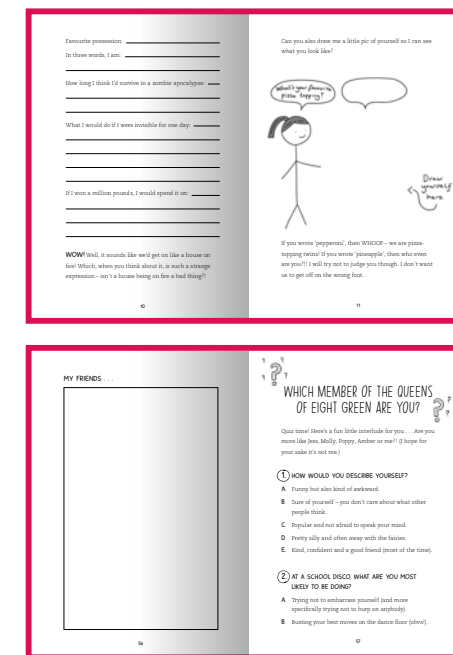 Favourite possession:
In three words, I am:
How long I think I'd survive in a zombie apocalypse:
What I would do if I were invisible for one day:
If I won a million pounds, I would spend it on:
WOW! Well, it sounds like we'd get on like a house on
fire! Which, when you think about it, is such a strange
expression – isn't a house being on fire a bad thing?!
10
Can you also draw me a little pic of yourself so I can see
what you look like?
What's your favourite
pizza topping?
Draw
yourself
here
If you wrote 'pepperoni', then WHOOP – we are pizza-
topping twins! If you wrote 'pineapple', then who even
are you?!! I will try not to judge you though. I don't want
us to get off on the wrong foot.
11
MY FRIENDS . . .
56
? ? ? ?
WHICH MEMBER OF THE QUEENS
OF EIGHT GREEN ARE YOU?
? ? ?
Quiz time! Here's a fun little interlude for you . . . Are you
more like Jess, Molly, Poppy, Amber or me?! (I hope for
your sake it's not me.)
1. HOW WOULD YOU DESCRIBE YOURSELF?
A. Funny but also kind of awkward.
B. Sure of yourself – you don't care about what other
people think.
C. Popular and not afraid to speak your mind.
D. Pretty silly and often away with the fairies.
E. Kind, confident and a good friend (most of the time).
2. AT A SCHOOL DISCO, WHAT ARE YOU MOST
LIKELY TO BE DOING?
A. Trying not to embarrass yourself (and more
specifically trying not to burp on anybody).
B. Busting your best moves on the dance floor (obvs!).
57